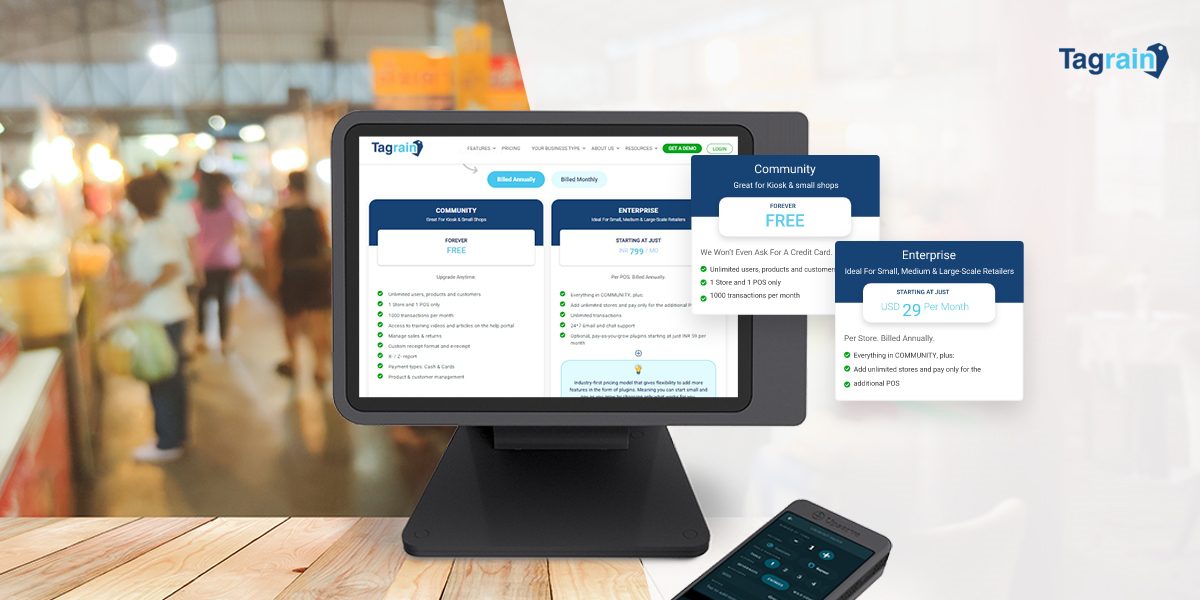 Tagrain
Tagrain
FEATURES
PRICING
YOUR BUSINESS TYPE
ABOUT US
RESOURCES
GET A DEMO
LOGIN
Billed Annually
Billed Monthly
COMMUNITY
Great For Kiosk & Small Shops
FOREVER
FREE
Upgrade Anytime.
Unlimited users, products and customers
1 Store and 1 POS only
1000 transactions per month
Access to training videos and articles on the help portal
Manage sales & returns
Custom receipt format and e-receipt
X- / Z- report
Payment types: Cash & Cards
Product & customer management
ENTERPRISE
Ideal For Small, Medium & Large-Scale Retailers
STARTING AT JUST
INR 799 / MO
Per POS. Billed Annually.
Everything in COMMUNITY, plus:
Add unlimited stores and pay only for the additional
Unlimited transactions
24*7 Email and chat support
Optional, pay-as-you-grow plugins starting at just INR 59 per
month
Industry-first pricing model that gives flexibility to add more
features in the form of plugins. Meaning you can start small and
Community
Great for Kiosk & small shops
FOREVER
FREE
We Won't Even Ask For A Credit Card.
Unlimited users, products and customers
1 Store and 1 POS only
1000 transactions per month
Enterprise
Ideal For Small, Medium & Large-Scale Retailers
STARTING AT JUST
USD 29 Per Month
Per Store. Billed Annually.
Everything in COMMUNITY, plus:
Add unlimited stores and pay only for the
additional POS